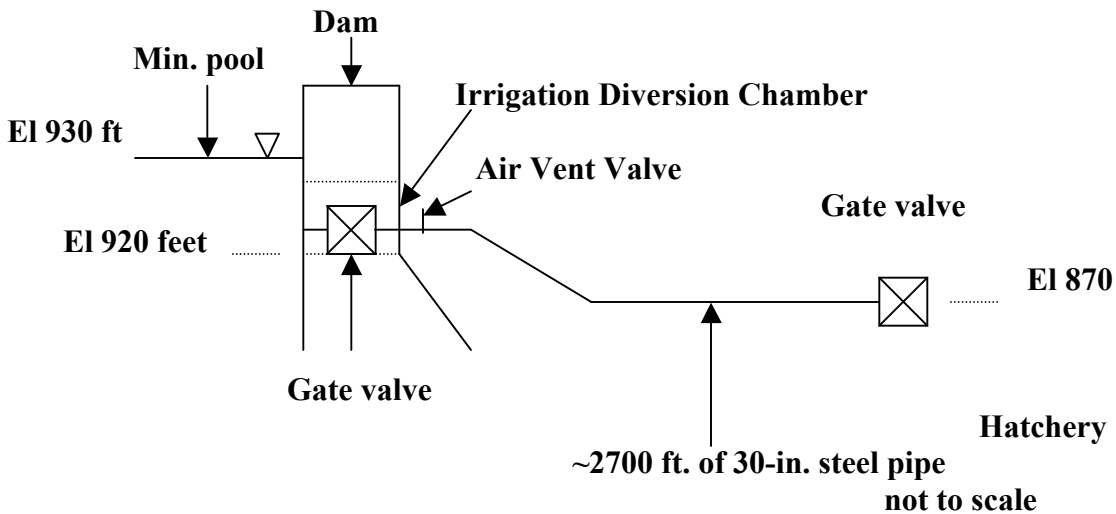 Dam
Min. pool
Irrigation Diversion Chamber
El 930 ft
Air Vent Valve
Gate valve
El 920 feet
El 870
Gate valve
Hatchery
~2700 ft. of 30-in. steel pipe
not to scale